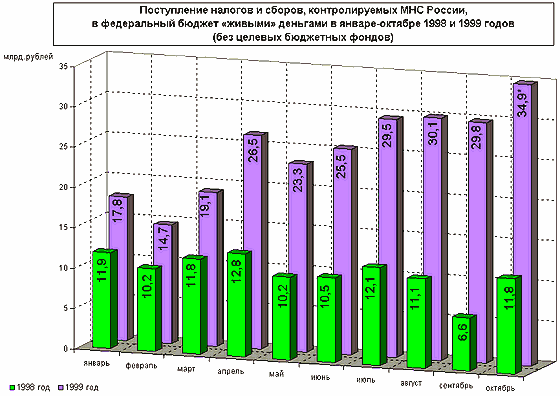 Поступление налогов и сборов, контролируемых МНС России,
в федеральный бюджет «живыми» деньгами в январе-октябре 1998 и 1999 годов
(без целевых бюджетных фондов)
млрд.рублей
35
30
25
20
15
10
5
0
11,9
17,8
10,2
14,7
11,8
19,1
12,8
26,5
10,2
23,3
10,5
25,5
12,1
29,5
11,1
30,1
6,6
29,8
11,8
34,9*
январь
февраль
март
апрель
май
июнь
июль
август
сентябрь
октябрь
1998 год
1999 год